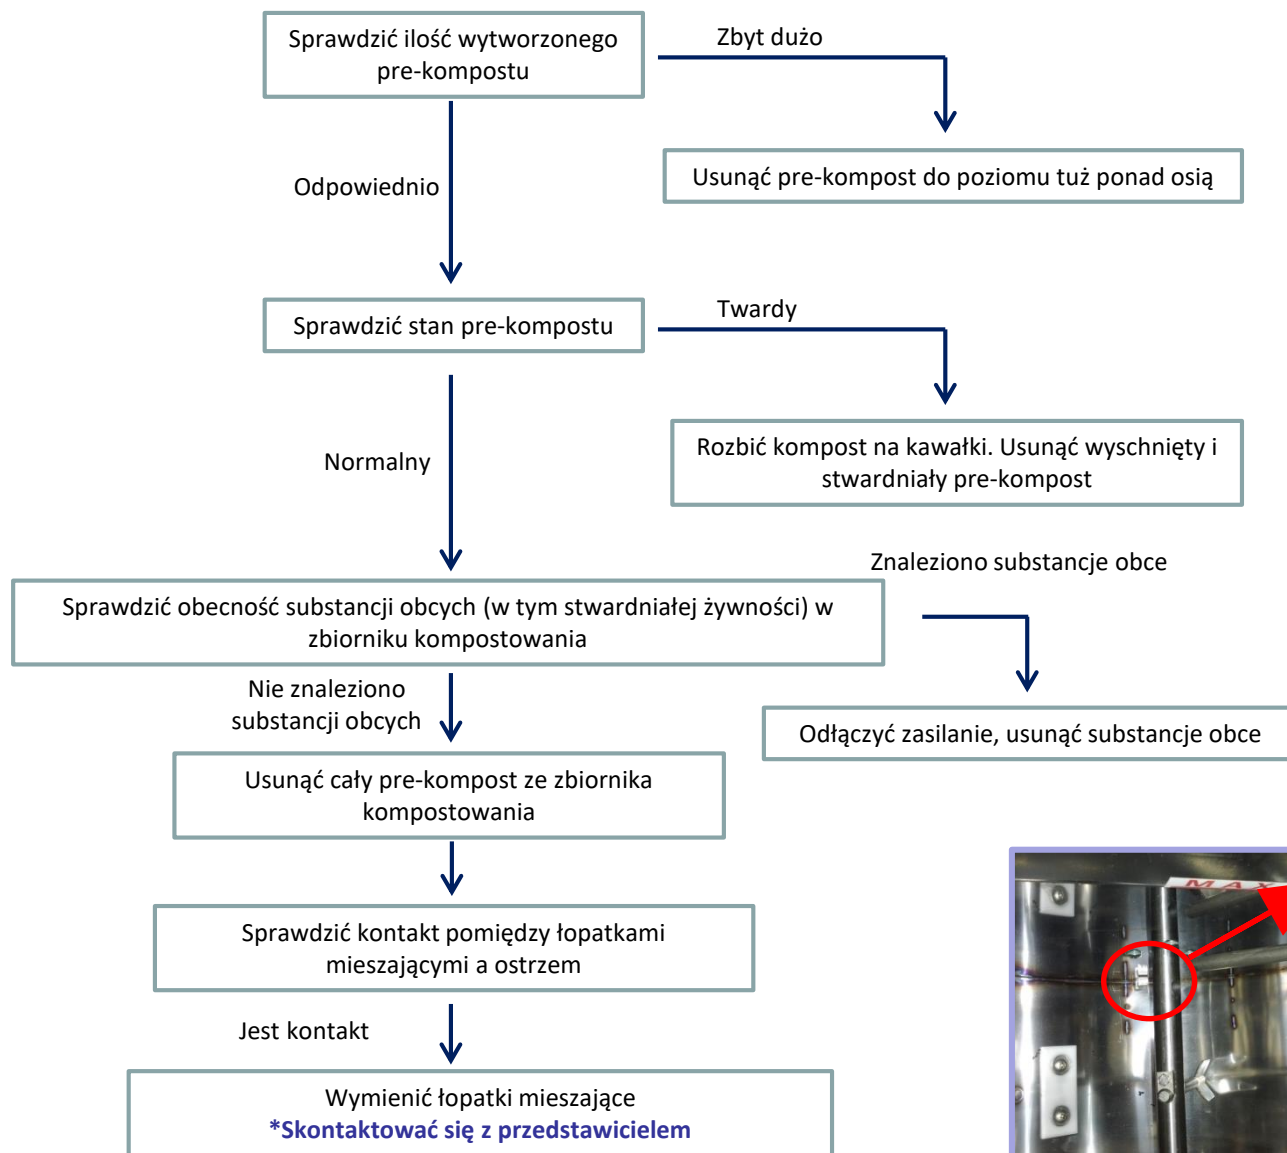 Sprawdzić ilość wytworzonego
pre-kompostu
Zbyt dużo
Usunąć pre-kompost do poziomu tuż ponad osią
Odpowiednio
Sprawdzić stan pre-kompostu
Twardy
Rozbić kompost na kawałki. Usunąć wyschnięty i
stwardniały pre-kompost
Normalny
Znaleziono substancje obce
Sprawdzić obecność substancji obcych (w tym stwardniałej żywności) w
zbiorniku kompostowania
Nie znaleziono
substancji obcych
Odłączyć zasilanie, usunąć substancje obce
Usunąć cały pre-kompost ze zbiornika
kompostowania
MAX
Sprawdzić kontakt pomiędzy łopatkami
mieszającymi a ostrzem
Jest kontakt
Wymienić łopatki mieszające
*Skontaktować się z przedstawicielem